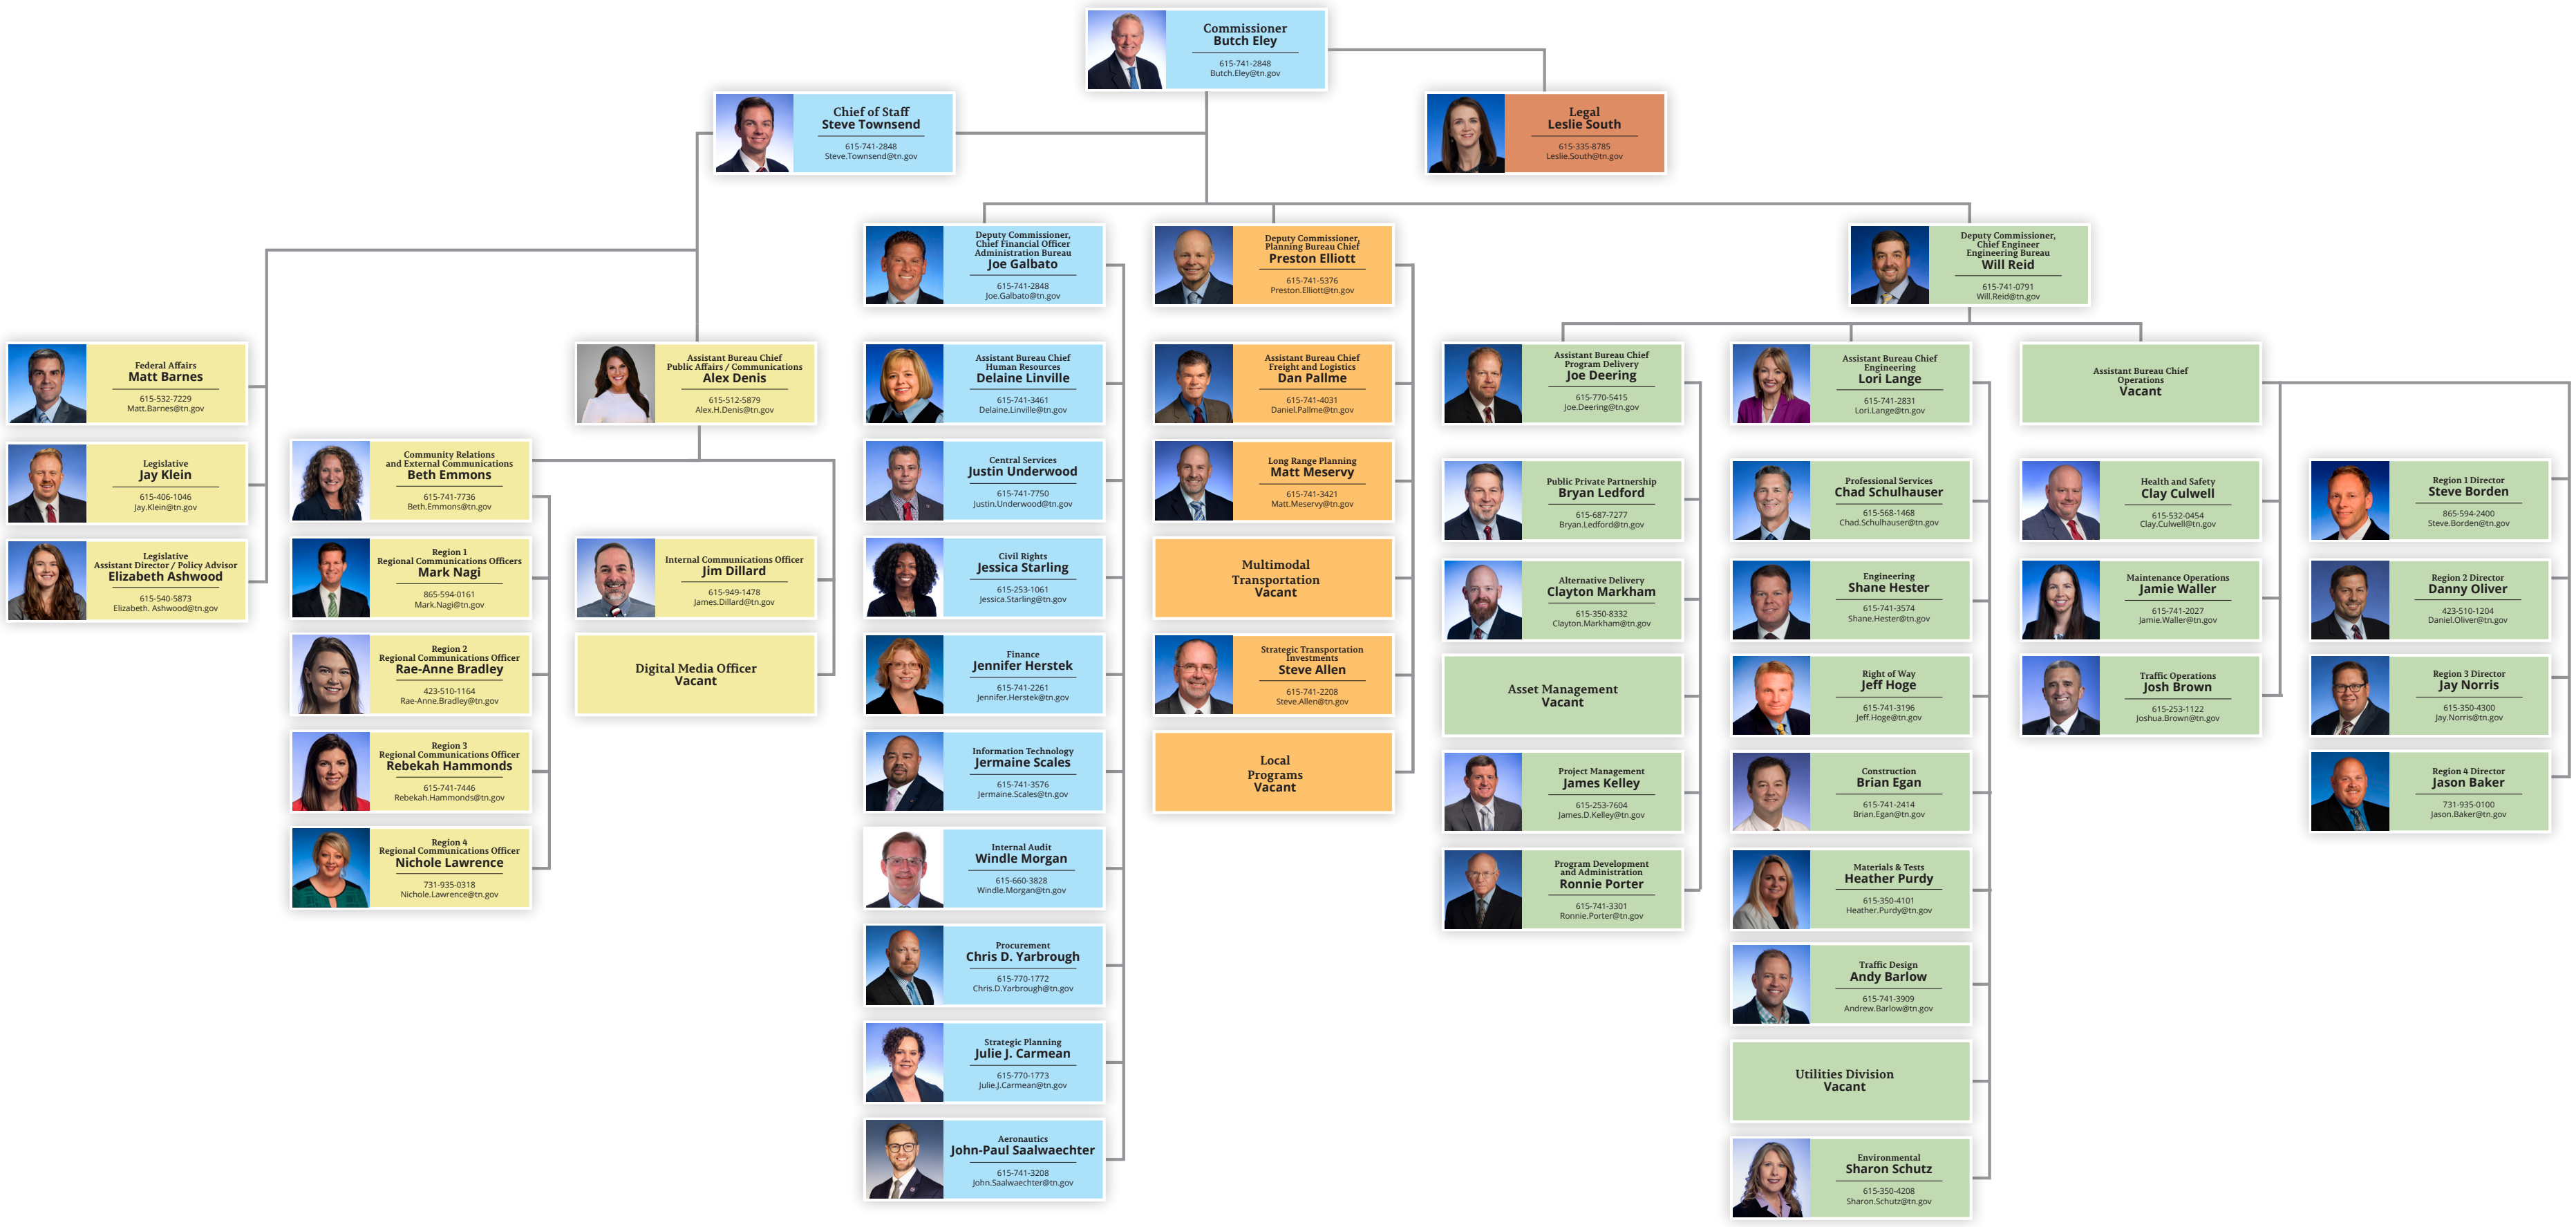 Commissioner
Butch Eley
615-741-2848
Butch.Eley@tn.gov
Chief of Staff
Steve Townsend
615-741-2848
Steve.Townsend@tn.gov
Legal
Leslie South
615-335-8785
Leslie.South@tn.gov
Deputy Commissioner,
Chief Financial Officer
Administration Bureau
Joe Galbato
615-741-2848
Joe.Galbato@tn.gov
Deputy Commissioner,
Planning Bureau Chief
Preston Elliott
615-741-5376
Preston.Elliott@tn.gov
Deputy Commissioner,
Chief Engineer
Engineering Bureau
Will Reid
615-741-0791
Will.Reid@tn.gov
Federal Affairs
Matt Barnes
615-532-7229
Matt.Barnes@tn.gov
Legislative
Jay Klein
615-406-1046
Jay.Klein@tn.gov
Legislative
Assistant Director / Policy Advisor
Elizabeth Ashwood
615-540-5873
Elizabeth. Ashwood@tn.gov
Assistant Bureau Chief
Public Affairs / Communications
Alex Denis
615-512-5879
Alex.H.Denis@tn.gov
Community Relations
and External Communications
Beth Emmons
615-741-7736
Beth.Emmons@tn.gov
Region 1
Regional Communications Officers
Mark Nagi
865-594-0161
Mark.Nagi@tn.gov
Region 2
Regional Communications Officer
Rae-Anne Bradley
423-510-1164
Rae-Anne.Bradley@tn.gov
Region 3
Regional Communications Officer
Rebekah Hammonds
615-741-7446
Rebekah.Hammonds@tn.gov
Region 4
Regional Communications Officer
Nichole Lawrence
731-935-0318
Nichole.Lawrence@tn.gov
Internal Communications Officer
Jim Dillard
615-949-1478
James.Dillard@tn.gov
Digital Media Officer
Vacant
Assistant Bureau Chief
Human Resources
Delaine Linville
615-741-3461
Delaine.Linville@tn.gov
Central Services
Justin Underwood
615-741-7750
Justin.Underwood@tn.gov
Civil Rights
Jessica Starling
615-253-1061
Jessica.Starling@tn.gov
Finance
Jennifer Herstek
615-741-2261
Jennifer.Herstek@tn.gov
Information Technology
Jermaine Scales
615-741-3576
Jermaine.Scales@tn.gov
Internal Audit
Windle Morgan
615-660-3828
Windle.Morgan@tn.gov
Procurement
Chris D. Yarbrough
615-770-1772
Chris.D.Yarbrough@tn.gov
Strategic Planning
Julie J. Carmean
615-770-1773
Julie.J.Carmean@tn.gov
Aeronautics
John-Paul Saalwaechter
615-741-3208
John.Saalwaechter@tn.gov
Assistant Bureau Chief
Freight and Logistics
Dan Pallme
615-741-4031
Daniel.Pallme@tn.gov
Long Range Planning
Matt Meservy
615-741-3421
Matt.Meservy@tn.gov
Multimodal
Transportation
Vacant
Strategic Transportation
Investments
Steve Allen
615-741-2208
Steve.Allen@tn.gov
Local
Programs
Vacant
Assistant Bureau Chief
Program Delivery
Joe Deering
615-770-5415
Joe.Deering@tn.gov
Public Private Partnership
Bryan Ledford
615-687-7277
Bryan.Ledford@tn.gov
Alternative Delivery
Clayton Markham
615-350-8332
Clayton.Markham@tn.gov
Asset Management
Vacant
Project Management
James Kelley
615-253-7604
James.D.Kelley@tn.gov
Program Development
and Administration
Ronnie Porter
615-741-3301
Ronnie.Porter@tn.gov
Assistant Bureau Chief
Engineering
Lori Lange
615-741-2831
Lori.Lange@tn.gov
Professional Services
Chad Schulhauser
615-568-1468
Chad.Schulhauser@tn.gov
Engineering
Shane Hester
615-741-3574
Shane.Hester@tn.gov
Right of Way
Jeff Hoge
615-741-3196
Jeff.Hoge@tn.gov
Construction
Brian Egan
615-741-2414
Brian.Egan@tn.gov
Materials & Tests
Heather Purdy
615-350-4101
Heather.Purdy@tn.gov
Traffic Design
Andy Barlow
615-741-3909
Andrew.Barlow@tn.gov
Utilities Division
Vacant
Environmental
Sharon Schutz
615-350-4208
Sharon.Schutz@tn.gov
Assistant Bureau Chief
Operations
Vacant
Health and Safety
Clay Culwell
615-532-0454
Clay.Culwell@tn.gov
Maintenance Operations
Jamie Waller
615-741-2027
Jamie.Waller@tn.gov
Traffic Operations
Josh Brown
615-253-1122
Joshua.Brown@tn.gov
Region 1 Director
Steve Borden
865-594-2400
Steve.Borden@tn.gov
Region 2 Director
Danny Oliver
423-510-1204
Daniel.Oliver@tn.gov
Region 3 Director
Jay Norris
615-350-4300
Jay.Norris@tn.gov
Region 4 Director
Jason Baker
731-935-0100
Jason.Baker@tn.gov